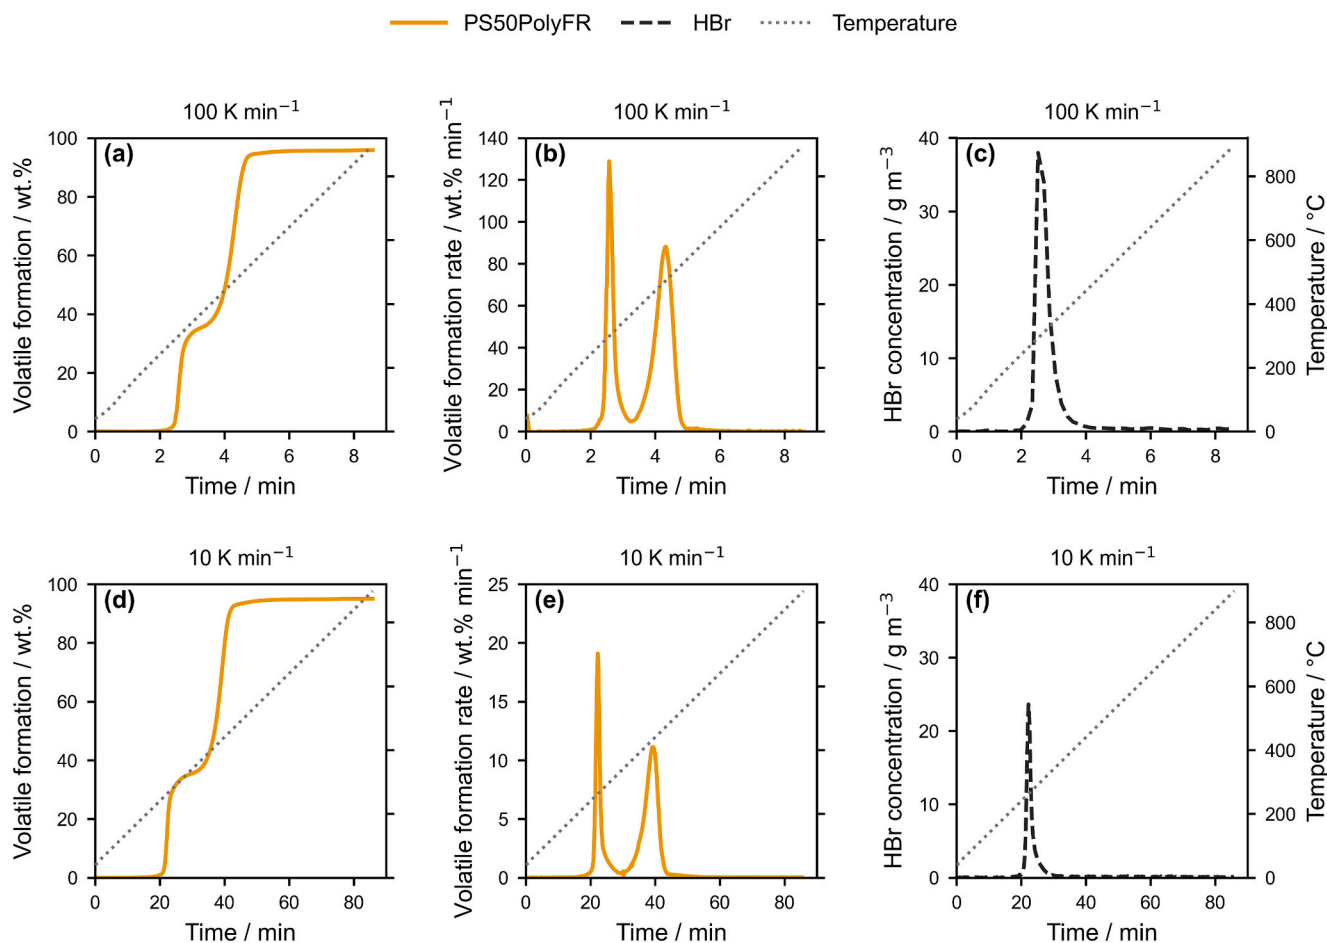 PS50PolyFR HBr Temperature
100 K min⁻¹
(a)
Volatile formation / wt.%
100
80
60
40
20
0
0 2 4 6 8
Time / min
100 K min⁻¹
(b)
Volatile formation rate / wt.% min⁻¹
140
120
100
80
60
40
20
0
0 2 4 6 8
Time / min
100 K min⁻¹
(c)
HBr concentration / g m⁻³
40
30
20
10
0
0 2 4 6 8
Time / min
800
600
400
200
0
Temperature / °C
10 K min⁻¹
(d)
Volatile formation / wt.%
100
80
60
40
20
0
0 20 40 60 80
Time / min
10 K min⁻¹
(e)
Volatile formation rate / wt.% min⁻¹
25
20
15
10
5
0
0 20 40 60 80
Time / min
10 K min⁻¹
(f)
HBr concentration / g m⁻³
40
30
20
10
0
0 20 40 60 80
Time / min
800
600
400
200
0
Temperature / °C